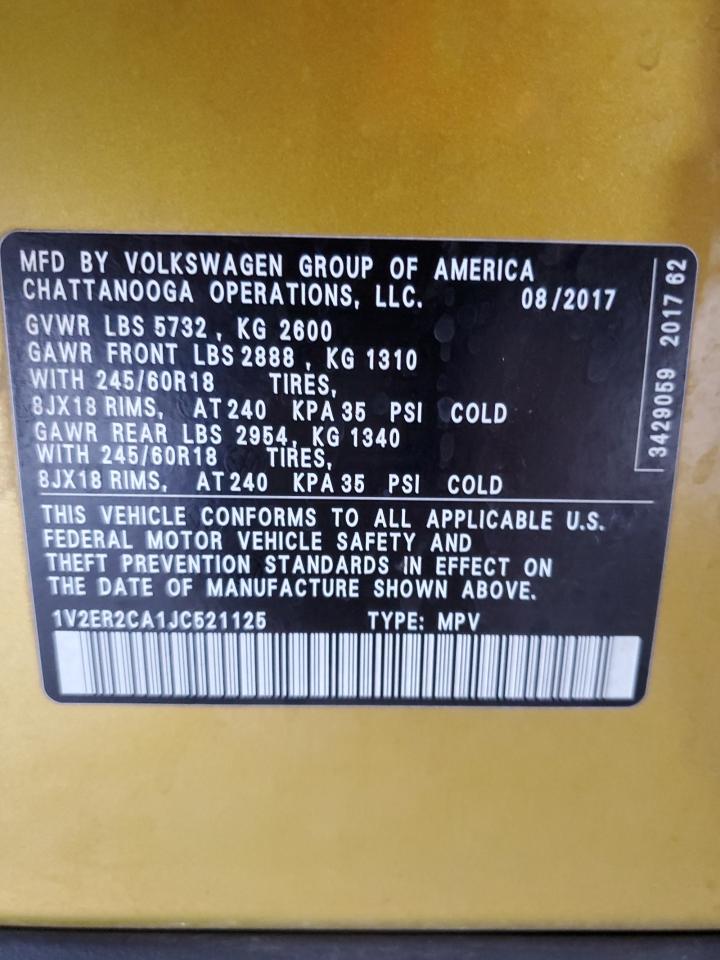 MFD BY VOLKSWAGEN GROUP OF AMERICA
CHATTANOOGA OPERATIONS, LLC. 08/2017
GVWR LBS 5732, KG 2600
GAWR FRONT LBS 2888, KG 1310
WITH 245/60R18 TIRES,
8JX18 RIMS, AT 240 KPA 35 PSI COLD
GAWR REAR LBS 2954, KG 1340
WITH 245/60R18 TIRES,
8JX18 RIMS, AT 240 KPA 35 PSI COLD
THIS VEHICLE CONFORMS TO ALL APPLICABLE U.S.
FEDERAL MOTOR VEHICLE SAFETY AND
THEFT PREVENTION STANDARDS IN EFFECT ON
THE DATE OF MANUFACTURE SHOWN ABOVE.
1V2ER2CA1JC521125 TYPE: MPV
3429059 2017 62